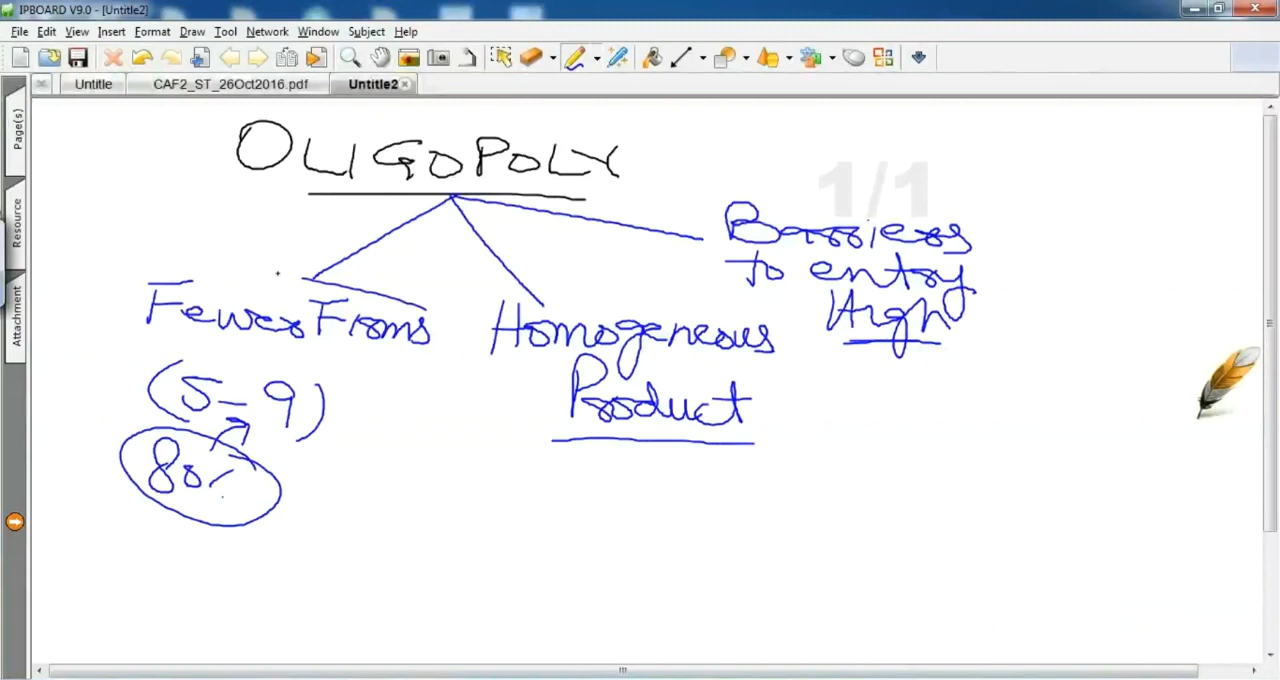 IPBOARD V9.0 - [Untitle2]
File Edit View Insert Format Draw Tool Network Window Subject Help
Untitle CAF2_ST_26Oct2016.pdf Untitle2
Page(s)
Resource
Attachment
1/1
OLIGOPOLY
Fewer Firms
(5-9)
Homogeneous
Product
Barriers
to entry
High